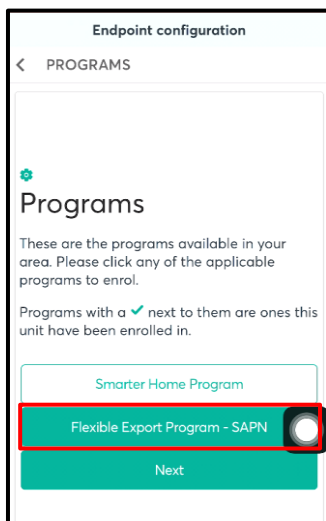 Endpoint configuration
PROGRAMS
Programs
These are the programs available in your
area. Please click any of the applicable
programs to enrol.
Programs with a ✓ next to them are ones this
unit have been enrolled in.
Smarter Home Program
Flexible Export Program - SAPN
Next